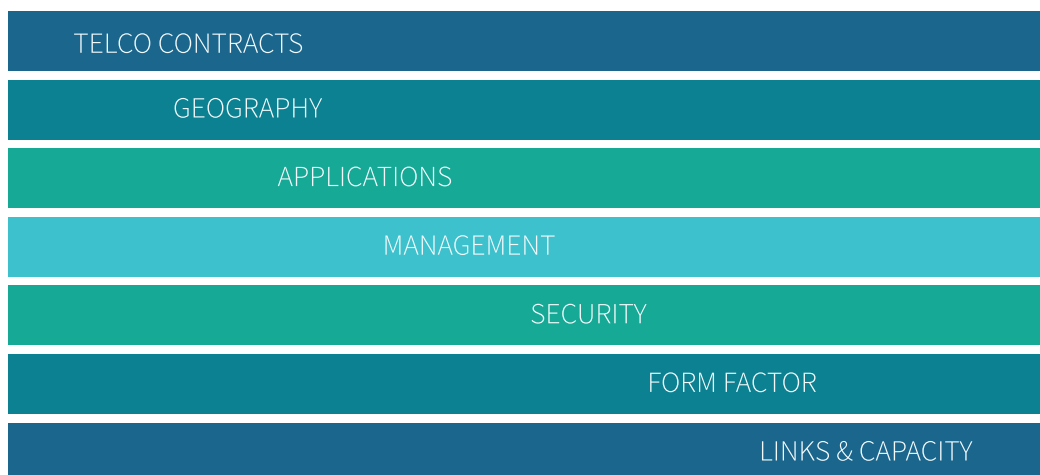 TELCO CONTRACTS
GEOGRAPHY
APPLICATIONS
MANAGEMENT
SECURITY
FORM FACTOR
LINKS & CAPACITY